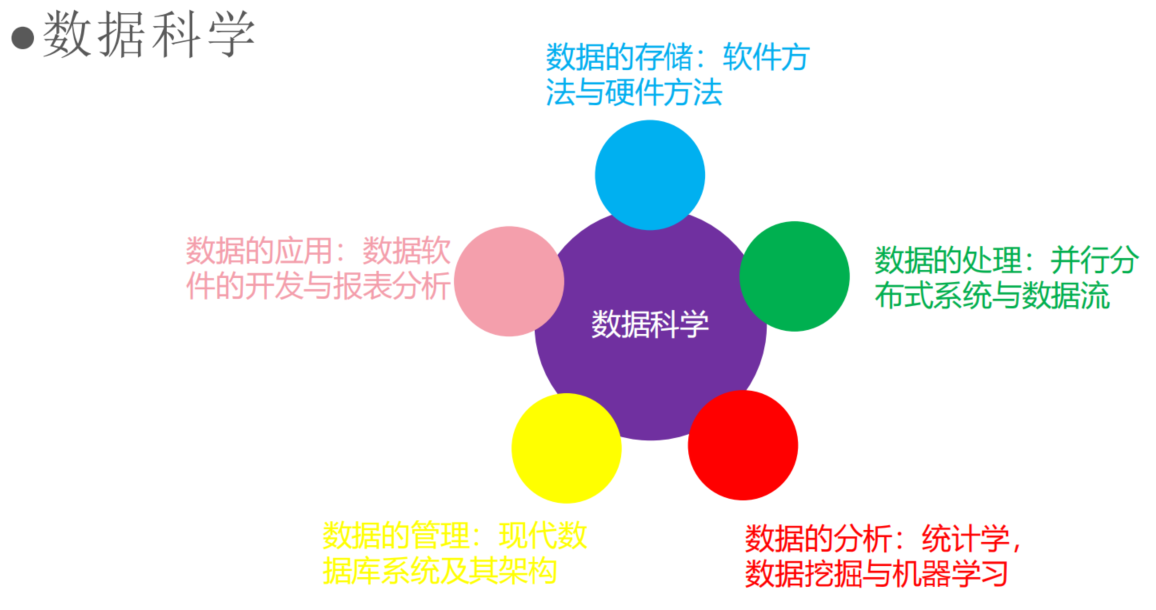 ●数据科学
数据的存储：软件方
法与硬件方法
数据的应用：数据软
件的开发与报表分析
数据的处理：并行分
布式系统与数据流
数据科学
数据的管理：现代数
据库系统及其架构
数据的分析：统计学，
数据挖掘与机器学习